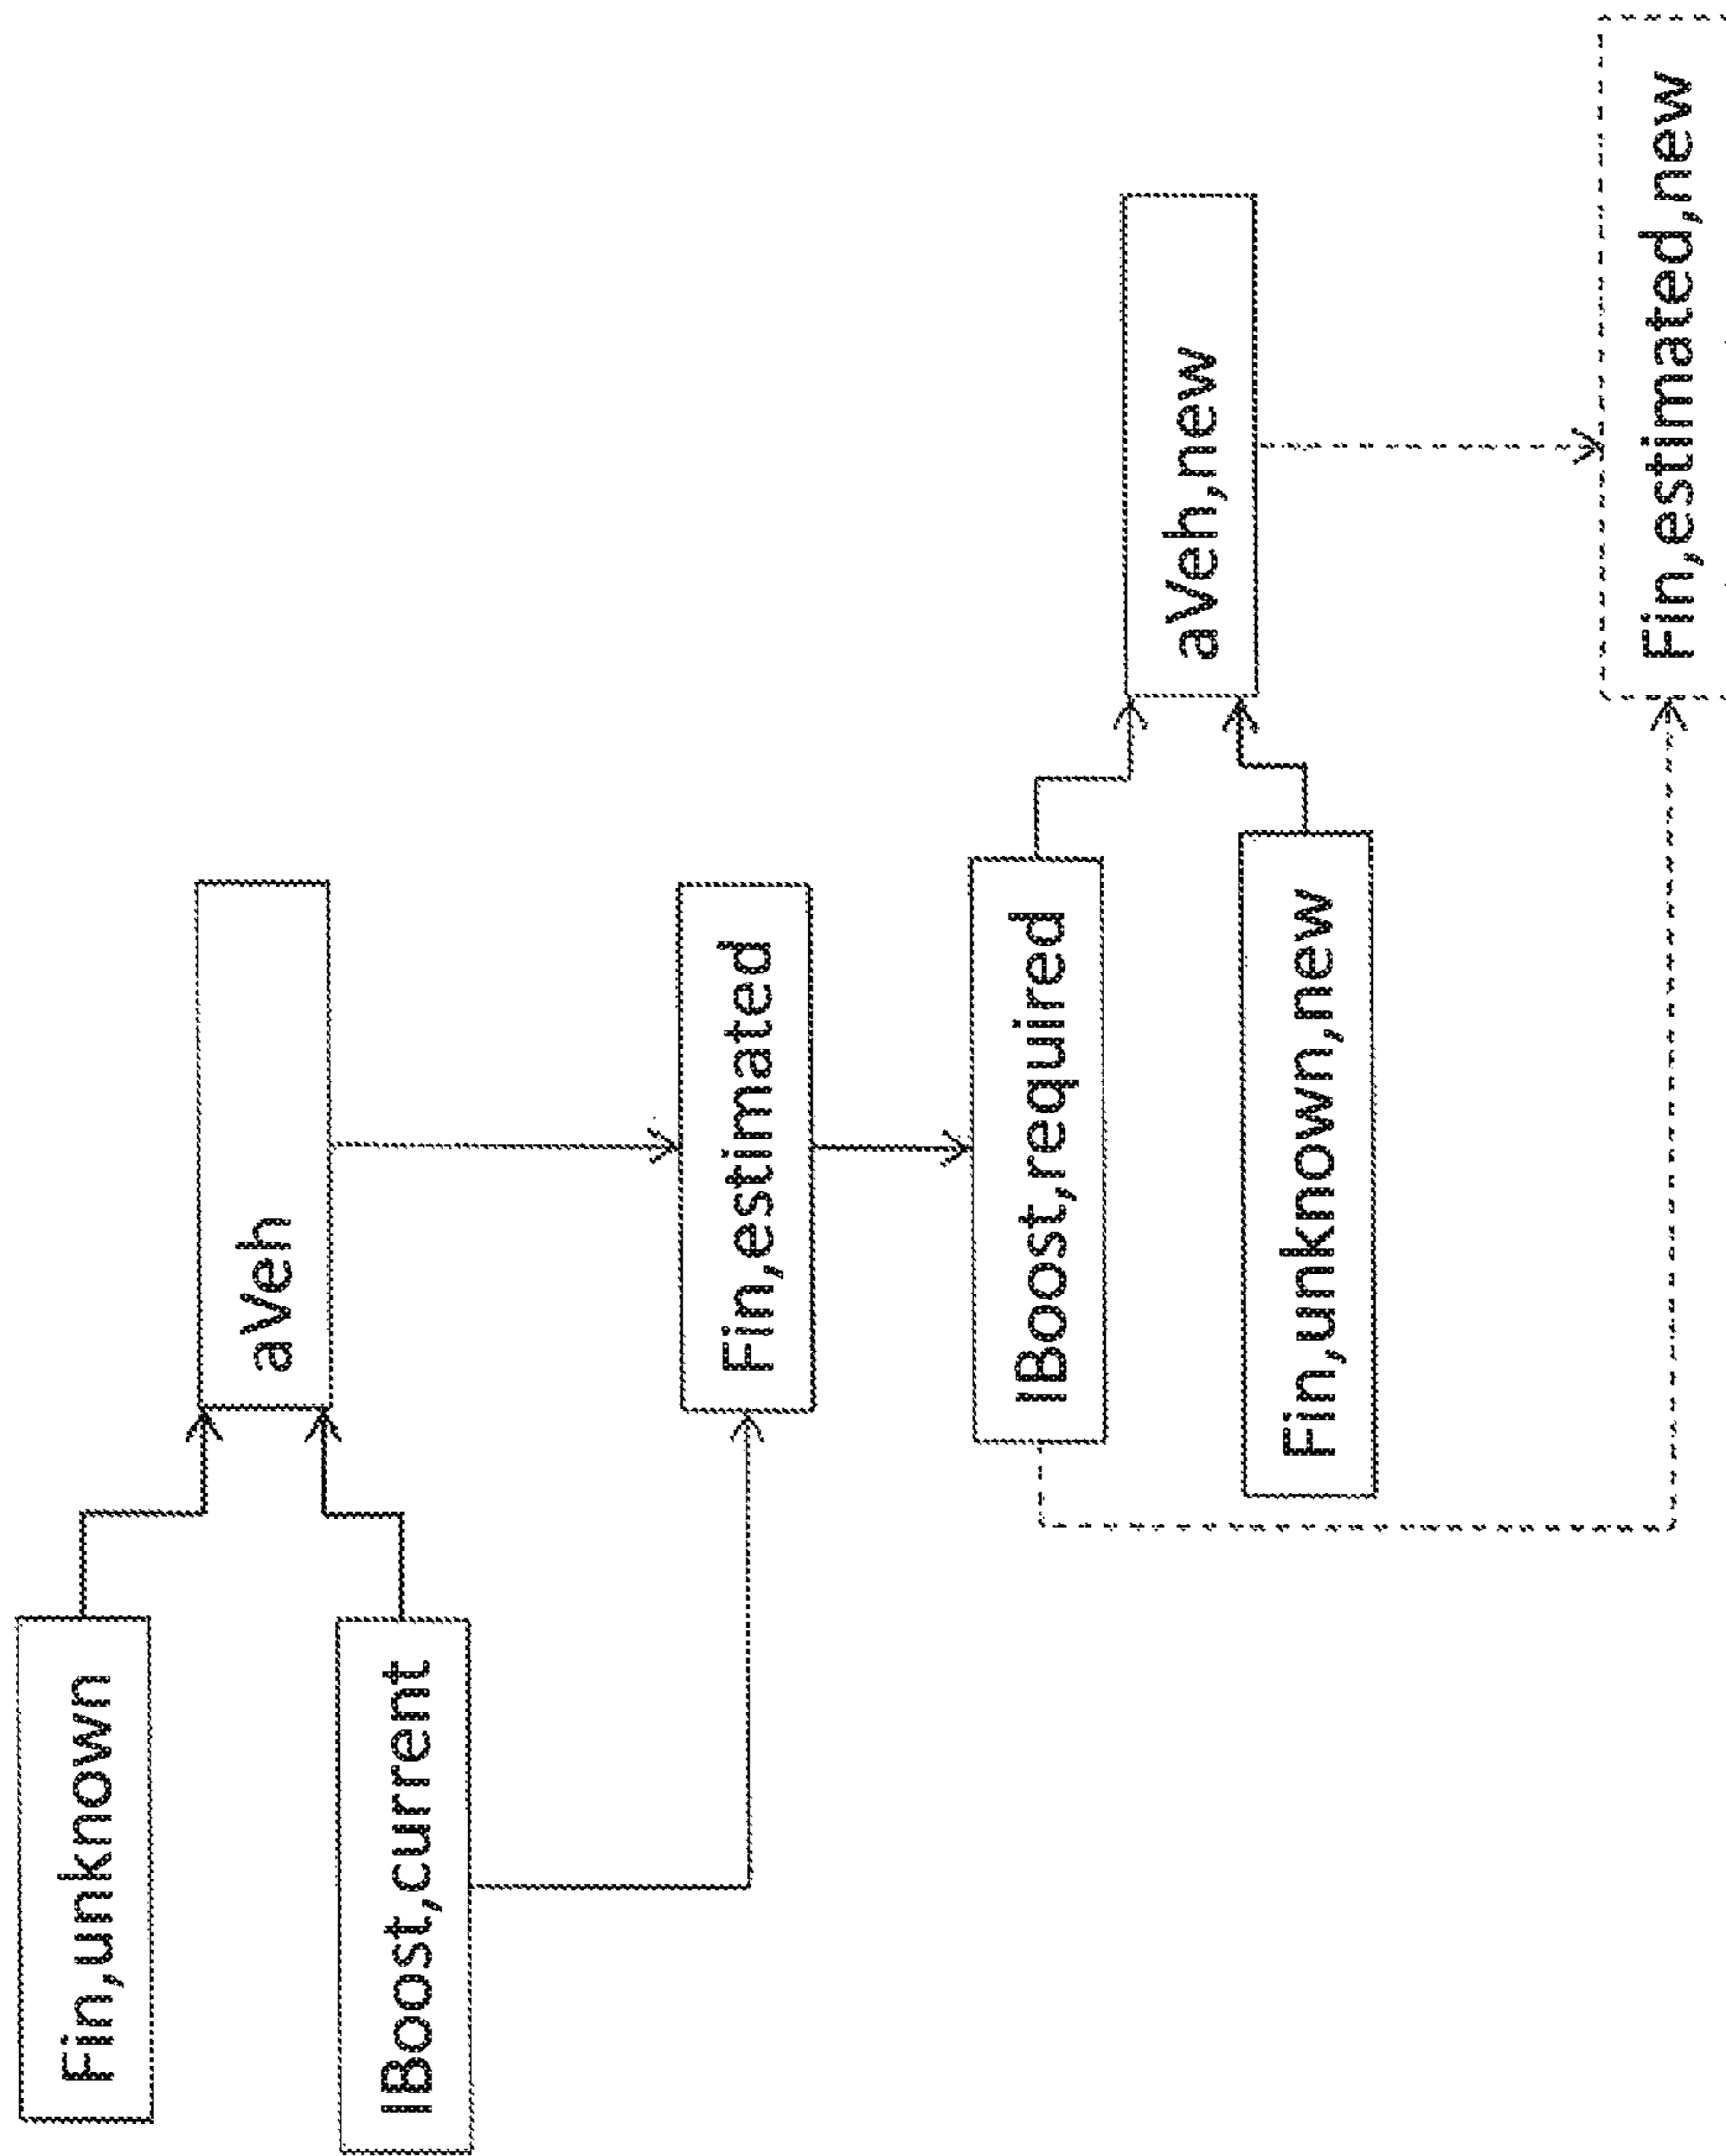 Fin,unknown
IBoost,current
aVeh
Fin,estimated
IBoost,required
Fin,unknown,new
aVeh,new
Fin,estimated,new